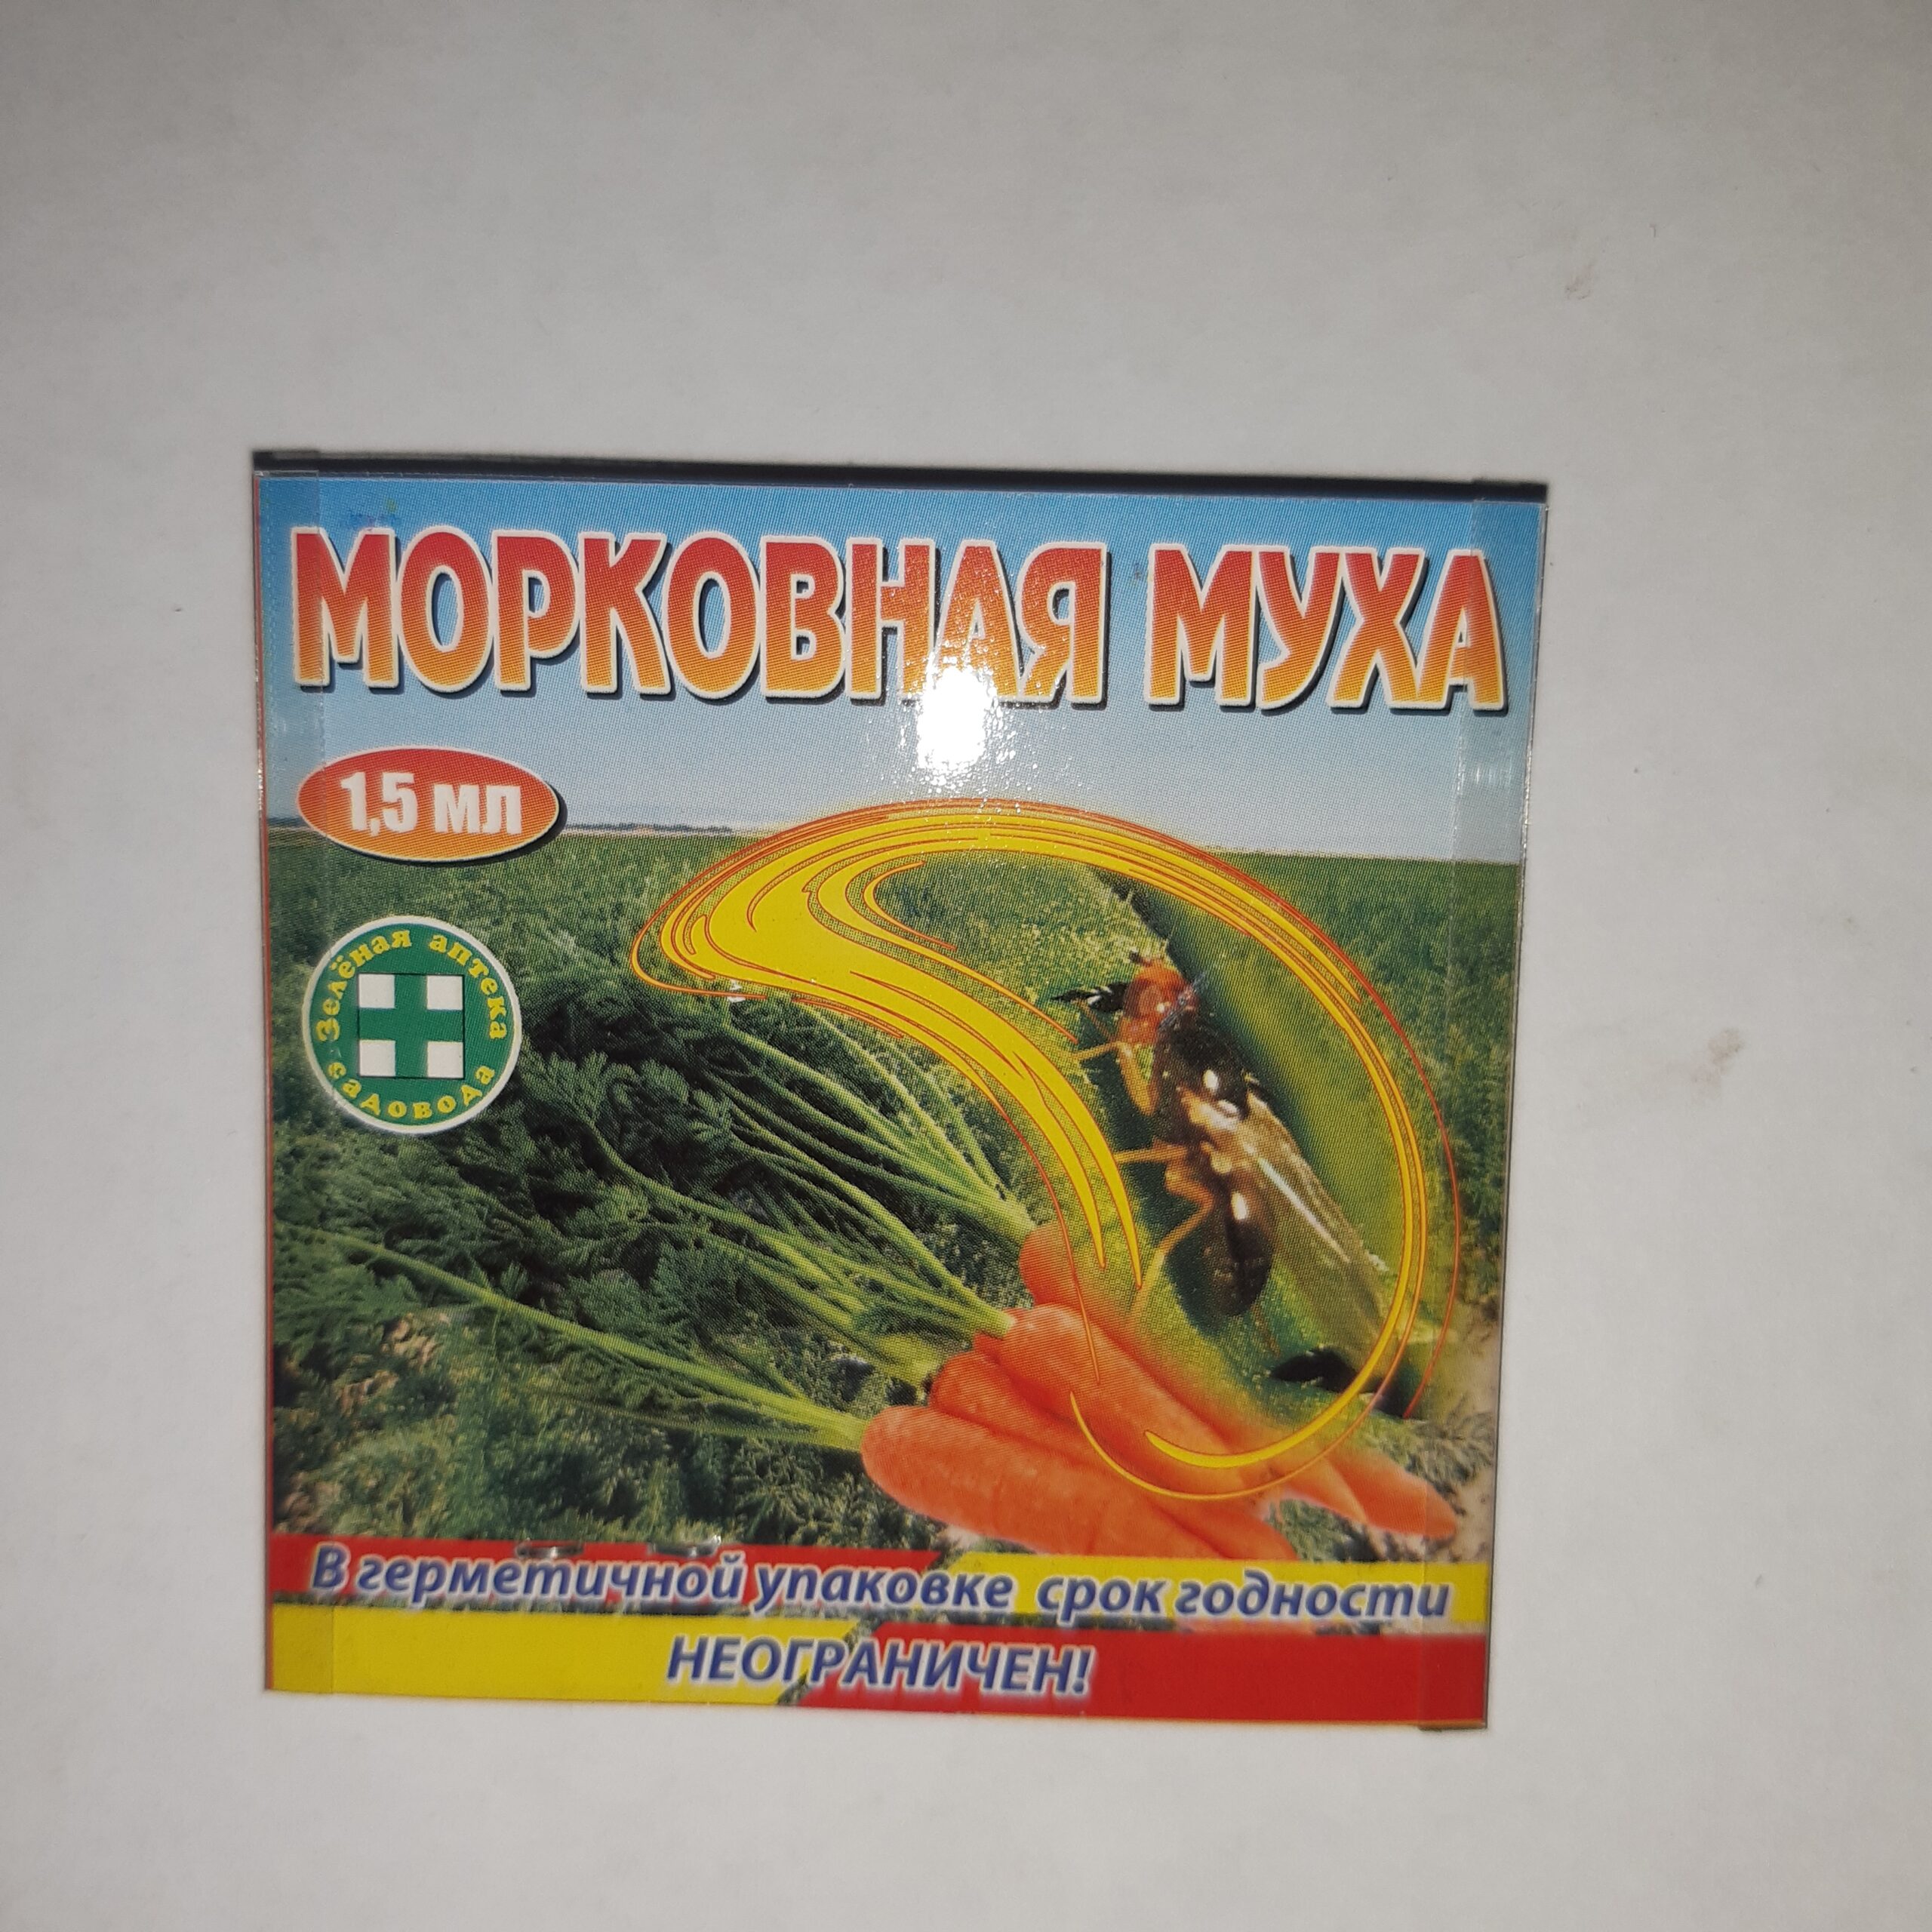 МОРКОВНАЯ МУХА
1,5 мл
Зелёная аптека
садовода
В герметичной упаковке срок годности
НЕОГРАНИЧЕН!